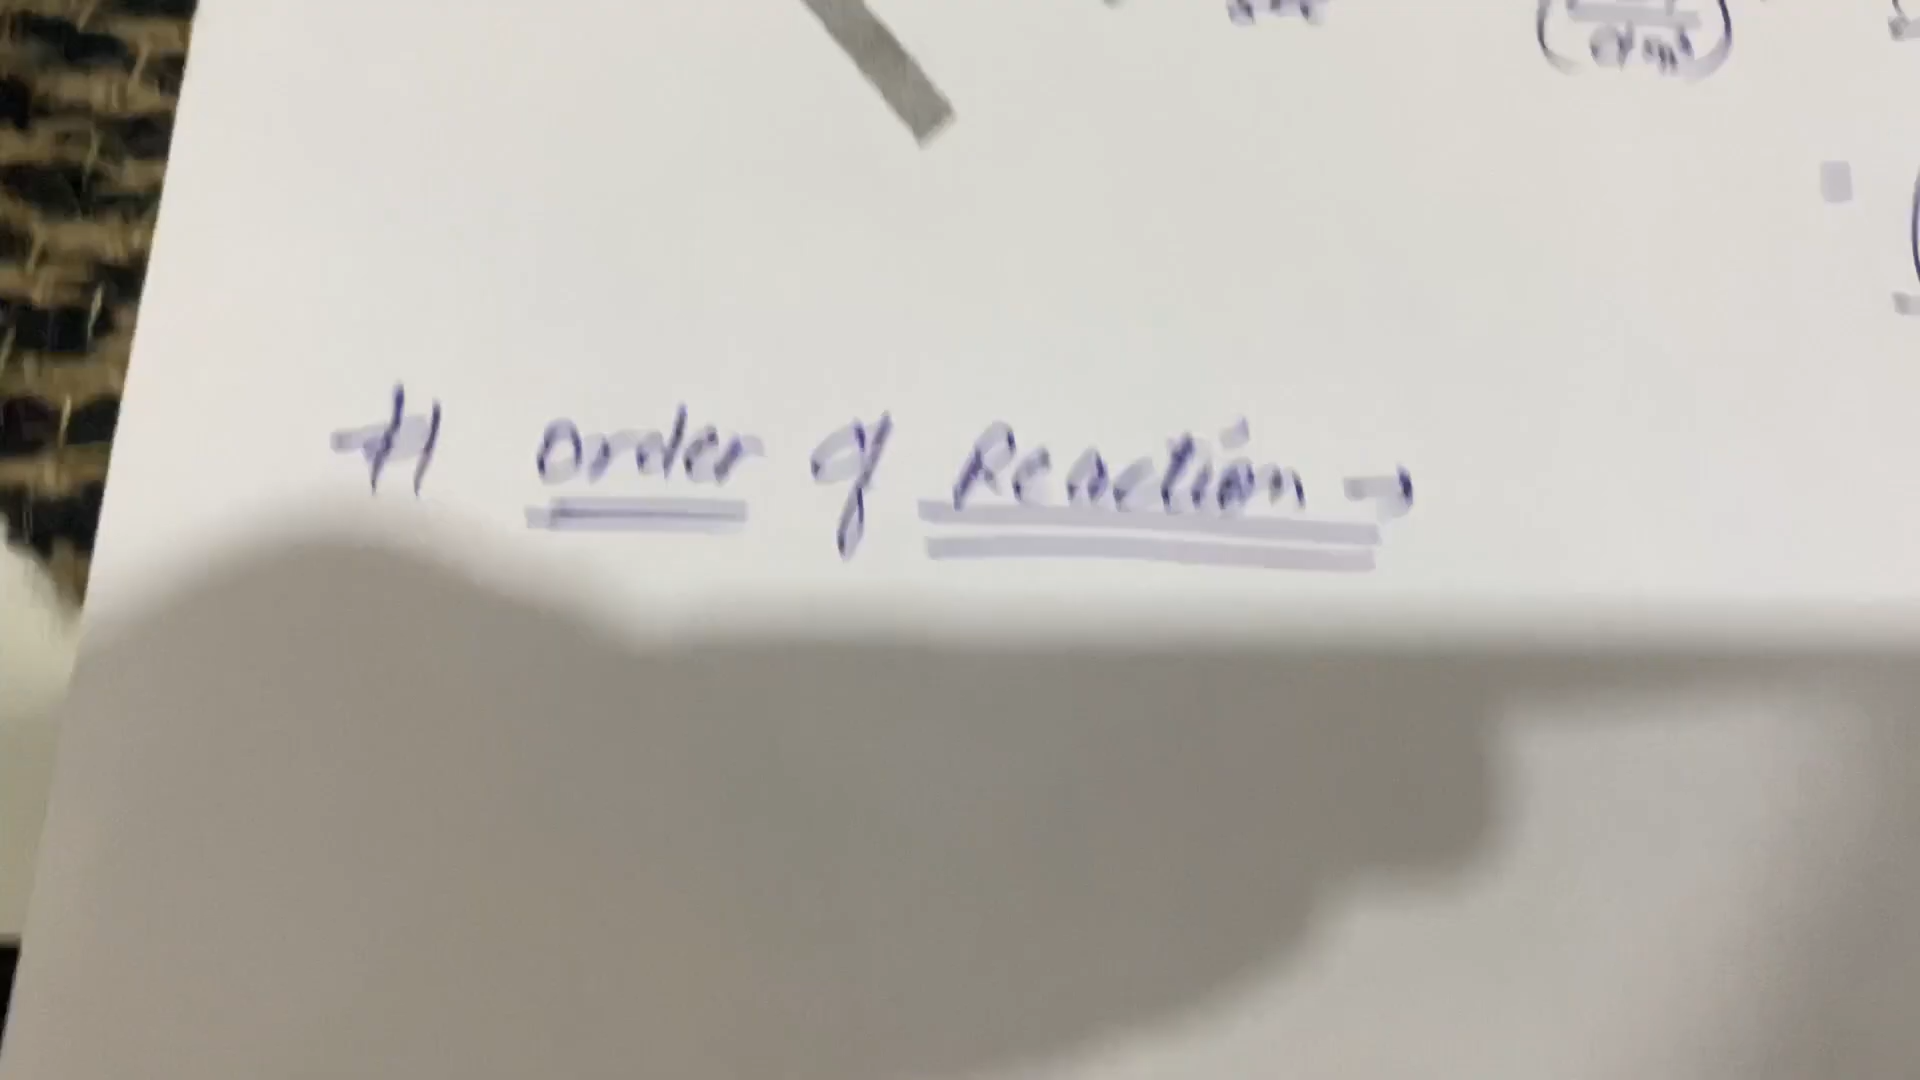 # Order of Reaction →